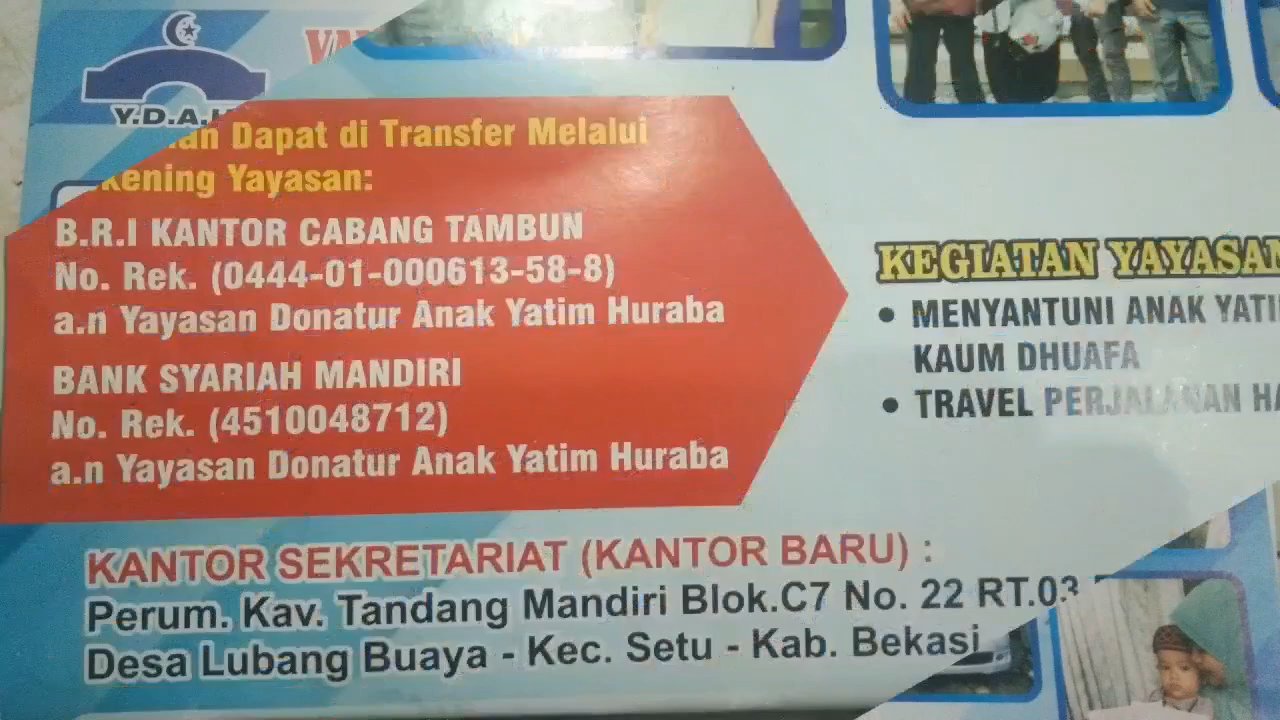 Y.D.A.
Dapat di Transfer Melalui
Yayasan:
B.R.I KANTOR CABANG TAMBUN
No. Rek. (0444-01-000613-58-8)
a.n Yayasan Donatur Anak Yatim Huraba
BANK SYARIAH MANDIRI
No. Rek. (4510048712)
a.n Yayasan Donatur Anak Yatim Huraba
KEGIATAN YAYASAN
• MENYANTUNI ANAK
KAUM DHUAFA
• TRAVEL PERJALANAN
KANTOR SEKRETARIAT (KANTOR BARU) :
Perum. Kav. Tandang Mandiri Blok.C7 No. 22 RT.03
Desa Lubang Buaya - Kec. Setu - Kab. Bekasi